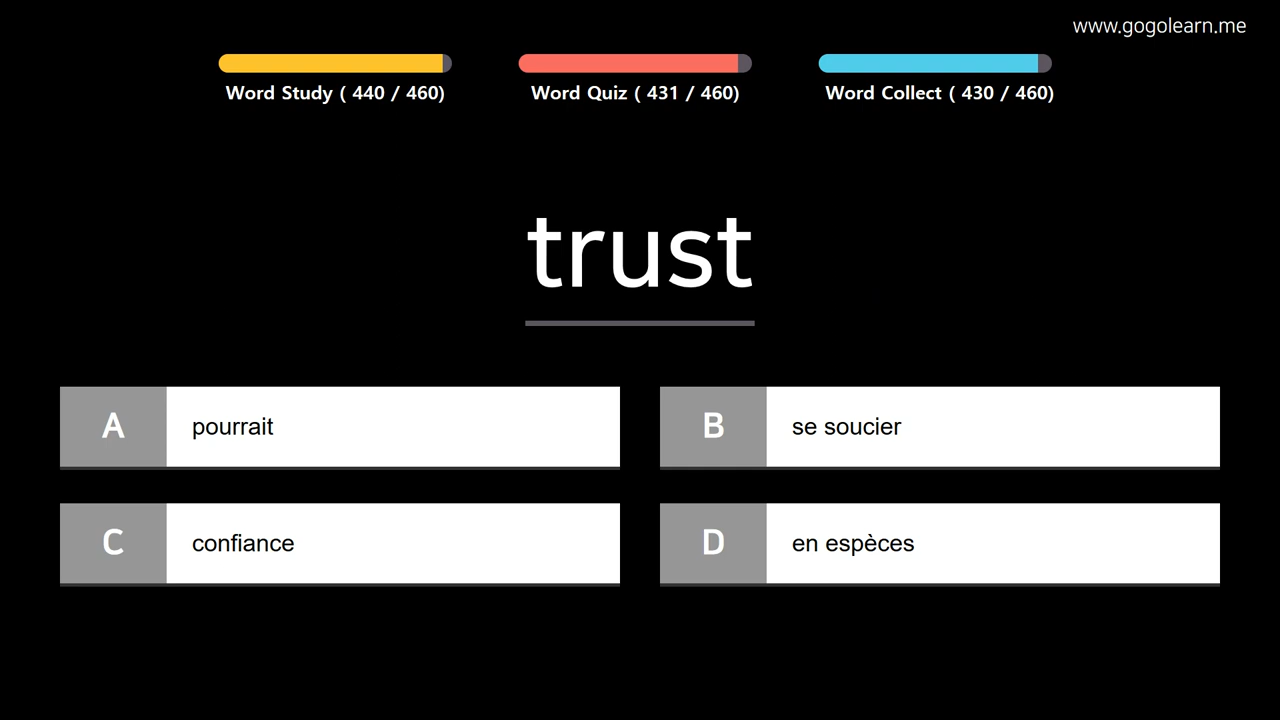 www.gogolearn.me
Word Study ( 440 / 460)
Word Quiz ( 431 / 460)
Word Collect ( 430 / 460)
trust
A pourrait
B se soucier
C confiance
D en espèces